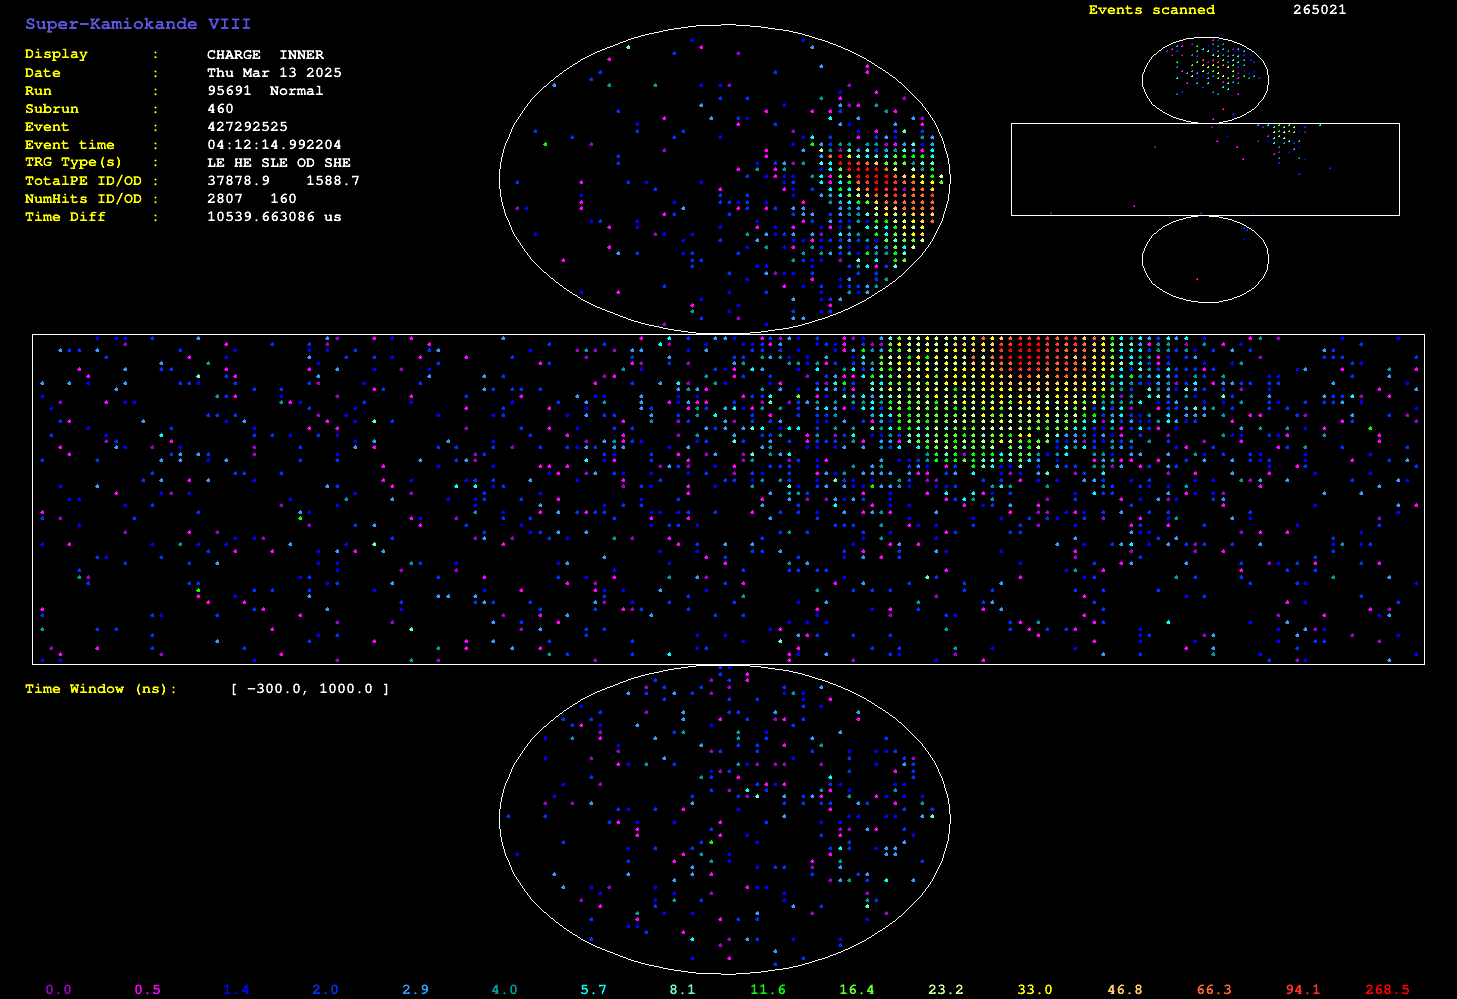 Super-Kamiokande VIII
Events scanned 265021
Display : CHARGE INNER
Date : Thu Mar 13 2025
Run : 95691 Normal
Subrun : 460
Event : 427292525
Event time : 04:12:14.992204
TRG Type(s) : LE HE SLE OD SHE
TotalPE ID/OD : 37878.9 1588.7
NumHits ID/OD : 2807 160
Time Diff : 10539.663086 us
Time Window (ns): [ -300.0, 1000.0 ]
0.0 0.5 1.4 2.0 2.9 4.0 5.7 8.1 11.6 16.4 23.2 33.0 46.8 66.3 94.1 268.5